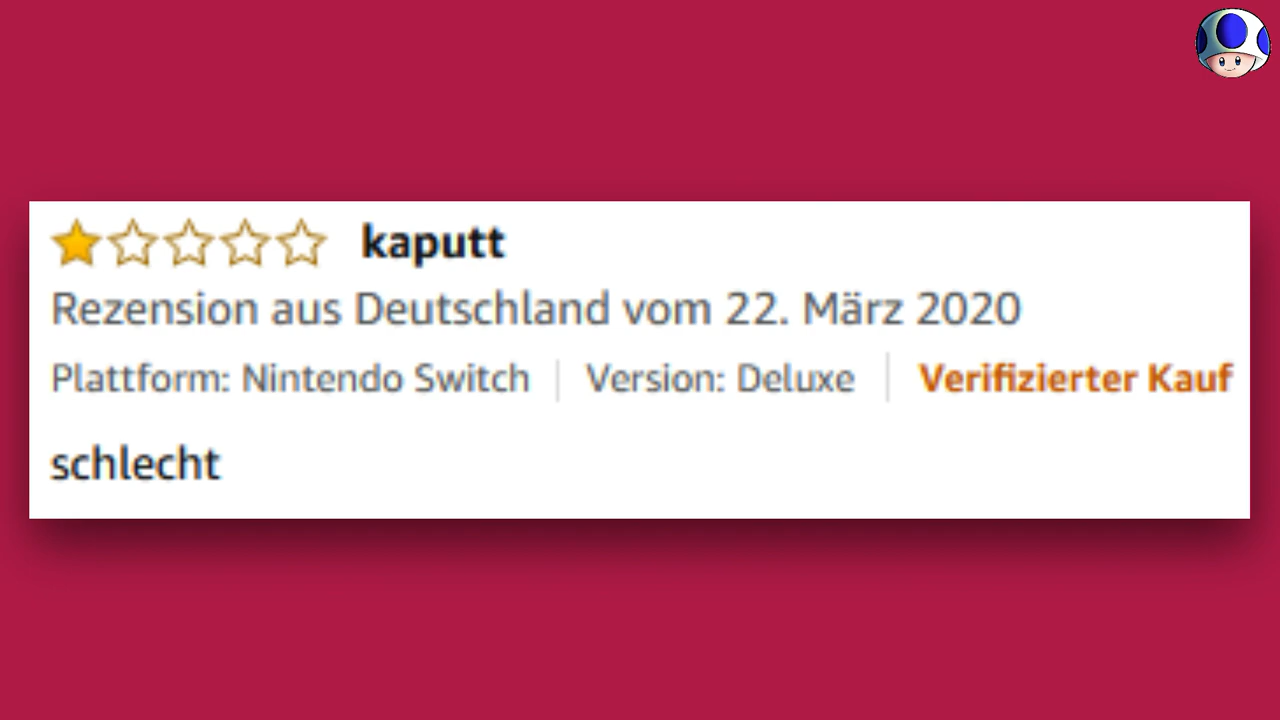 kaputt
Rezension aus Deutschland vom 22. März 2020
Plattform: Nintendo Switch | Version: Deluxe | Verifizierter Kauf
schlecht